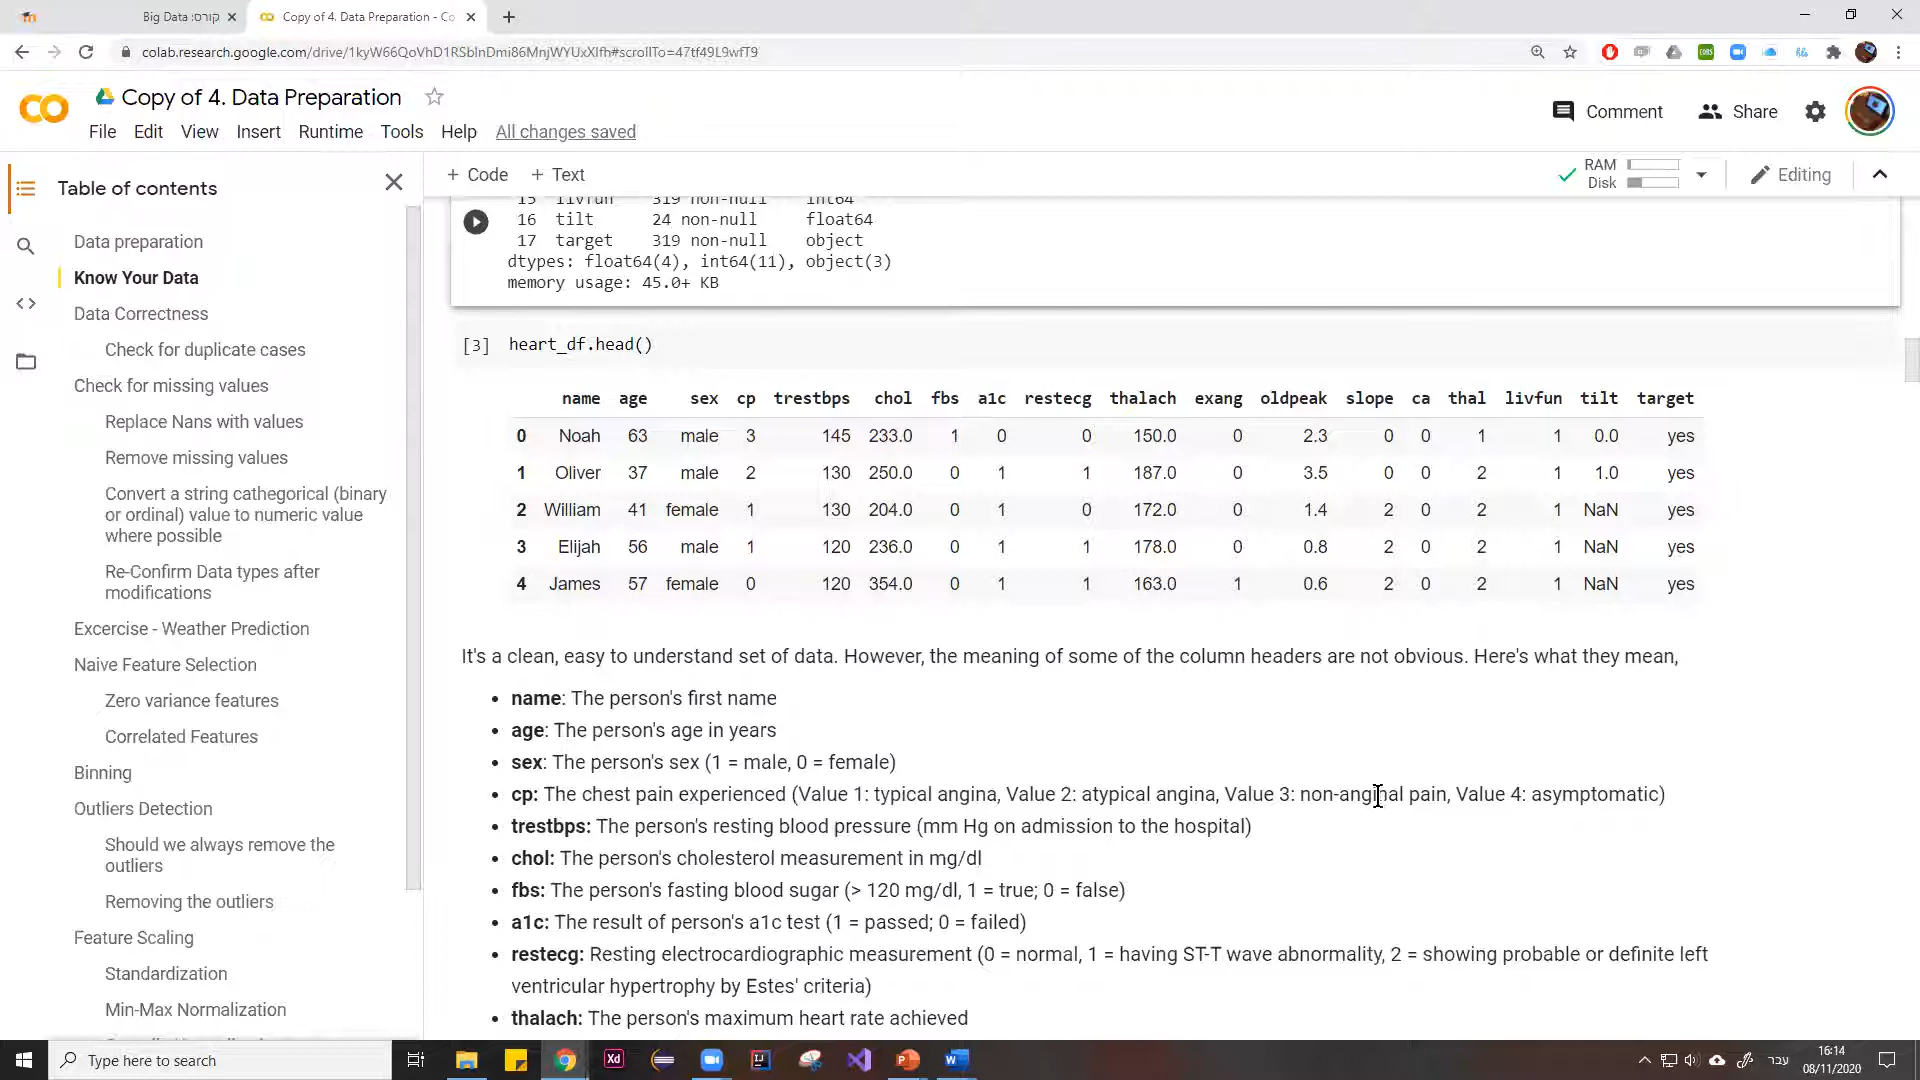 קורס: Big Data
Copy of 4. Data Preparation - Co
colab.research.google.com/drive/1kyW66QoVhD1RSblnDmi86MnjWYUxXlfh#scrollTo=47tf49L9wfT9
Copy of 4. Data Preparation
Comment
Share
File Edit View Insert Runtime Tools Help All changes saved
Table of contents
+ Code + Text
RAM
Disk
Editing
Data preparation
Know Your Data
Data Correctness
Check for duplicate cases
Check for missing values
Replace Nans with values
Remove missing values
Convert a string cathegorical (binary
or ordinal) value to numeric value
where possible
Re-Confirm Data types after
modifications
Excercise - Weather Prediction
Naive Feature Selection
Zero variance features
Correlated Features
Binning
Outliers Detection
Should we always remove the
outliers
Removing the outliers
Feature Scaling
Standardization
Min-Max Normalization
15 livfun 319 non-null int64
16 tilt 24 non-null float64
17 target 319 non-null object
dtypes: float64(4), int64(11), object(3)
memory usage: 45.0+ KB
[3] heart_df.head()
name age sex cp trestbps chol fbs a1c restecg thalach exang oldpeak slope ca thal livfun tilt target
0 Noah 63 male 3 145 233.0 1 0 0 150.0 0 2.3 0 0 1 1 0.0 yes
1 Oliver 37 male 2 130 250.0 0 1 1 187.0 0 3.5 0 0 2 1 1.0 yes
2 William 41 female 1 130 204.0 0 1 0 172.0 0 1.4 2 0 2 1 NaN yes
3 Elijah 56 male 1 120 236.0 0 1 1 178.0 0 0.8 2 0 2 1 NaN yes
4 James 57 female 0 120 354.0 0 1 1 163.0 1 0.6 2 0 2 1 NaN yes
It's a clean, easy to understand set of data. However, the meaning of some of the column headers are not obvious. Here's what they mean,
• name: The person's first name
• age: The person's age in years
• sex: The person's sex (1 = male, 0 = female)
• cp: The chest pain experienced (Value 1: typical angina, Value 2: atypical angina, Value 3: non-anginal pain, Value 4: asymptomatic)
• trestbps: The person's resting blood pressure (mm Hg on admission to the hospital)
• chol: The person's cholesterol measurement in mg/dl
• fbs: The person's fasting blood sugar (> 120 mg/dl, 1 = true; 0 = false)
• a1c: The result of person's a1c test (1 = passed; 0 = failed)
• restecg: Resting electrocardiographic measurement (0 = normal, 1 = having ST-T wave abnormality, 2 = showing probable or definite left
ventricular hypertrophy by Estes' criteria)
• thalach: The person's maximum heart rate achieved
Type here to search
Xd
עבר
16:14
08/11/2020